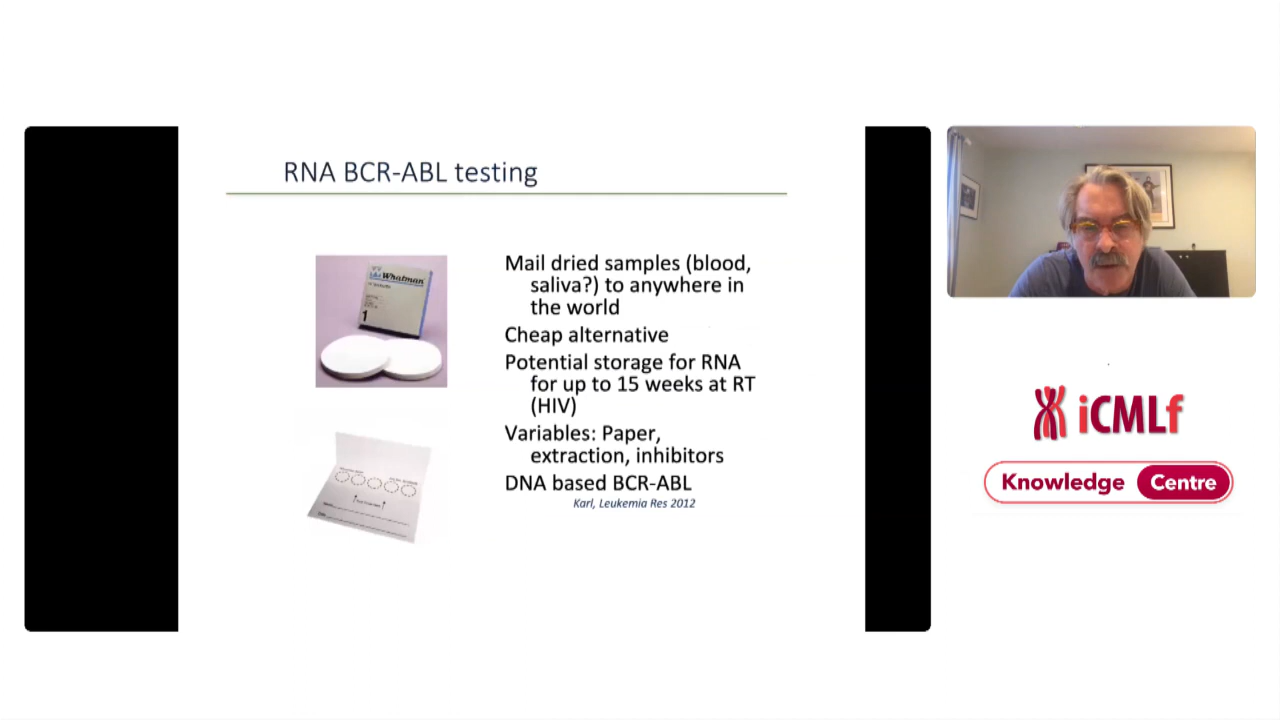 RNA BCR-ABL testing
Whatman
1
Mail dried samples (blood,
saliva?) to anywhere in
the world
Cheap alternative
Potential storage for RNA
for up to 15 weeks at RT
(HIV)
Variables: Paper,
extraction, inhibitors
DNA based BCR-ABL
Karl, Leukemia Res 2012
iCMLf
Knowledge Centre